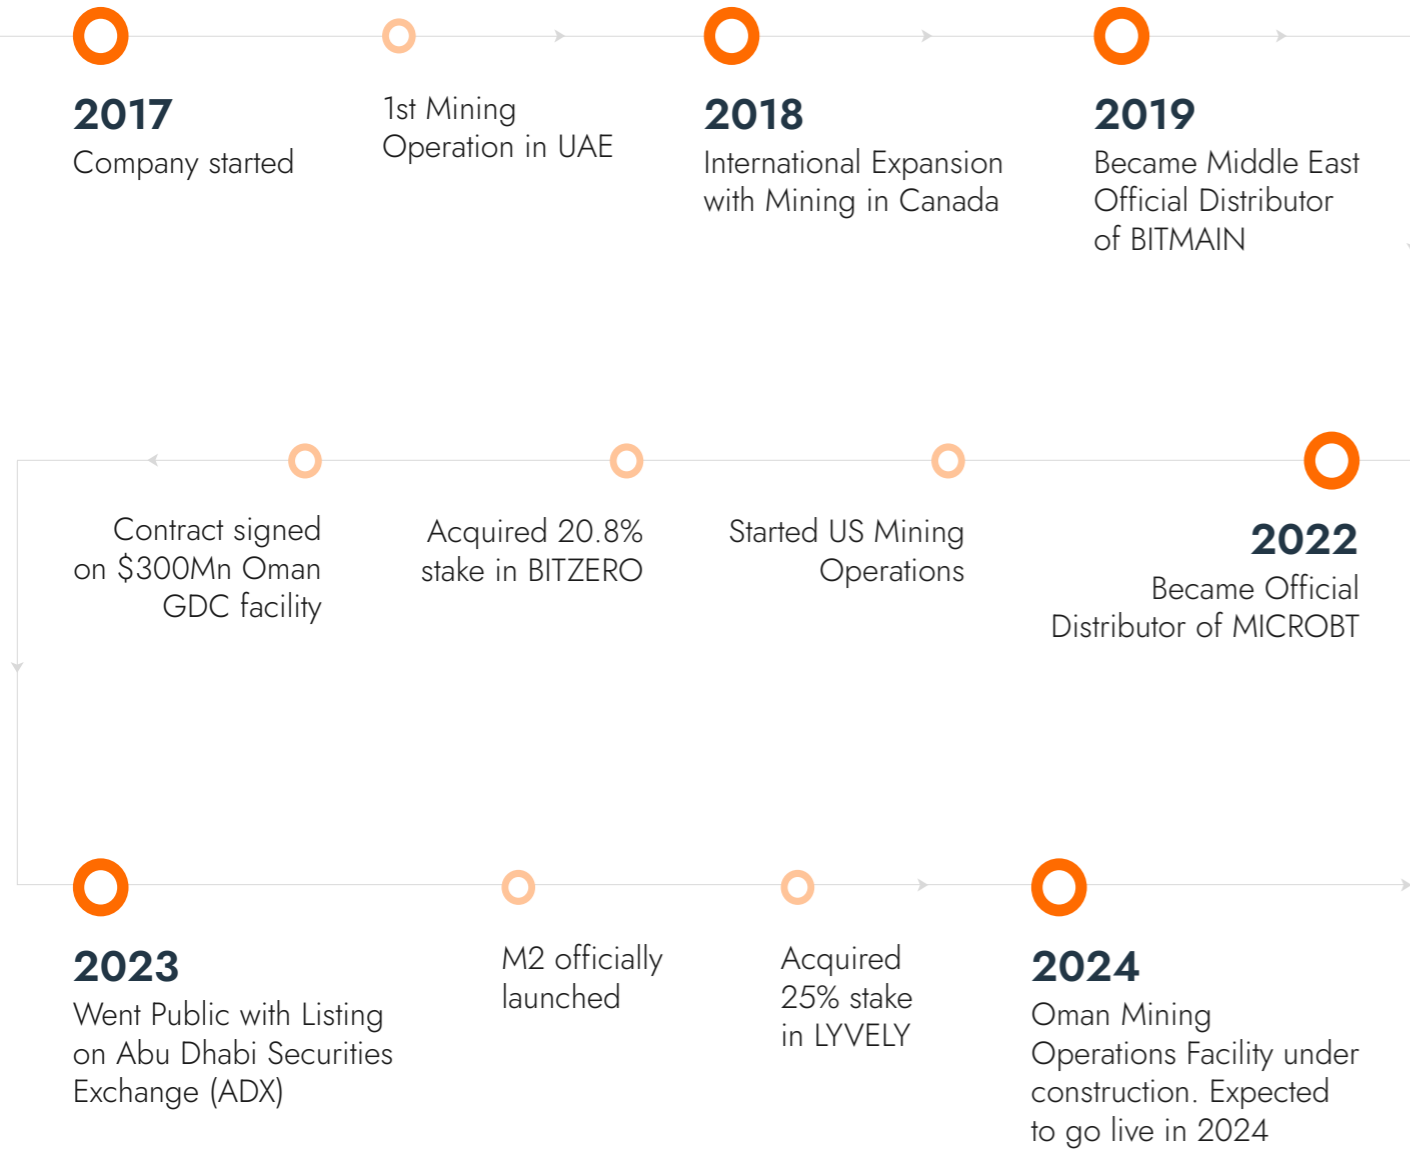 2017
Company started
1st Mining
Operation in UAE
2018
International Expansion
with Mining in Canada
2019
Became Middle East
Official Distributor
of BITMAIN
2022
Became Official
Distributor of MICROBT
Started US Mining
Operations
Acquired 20.8%
stake in BITZERO
Contract signed
on $300Mn Oman
GDC facility
2023
Went Public with Listing
on Abu Dhabi Securities
Exchange (ADX)
M2 officially
launched
Acquired
25% stake
in LYVELY
2024
Oman Mining
Operations Facility under
construction. Expected
to go live in 2024